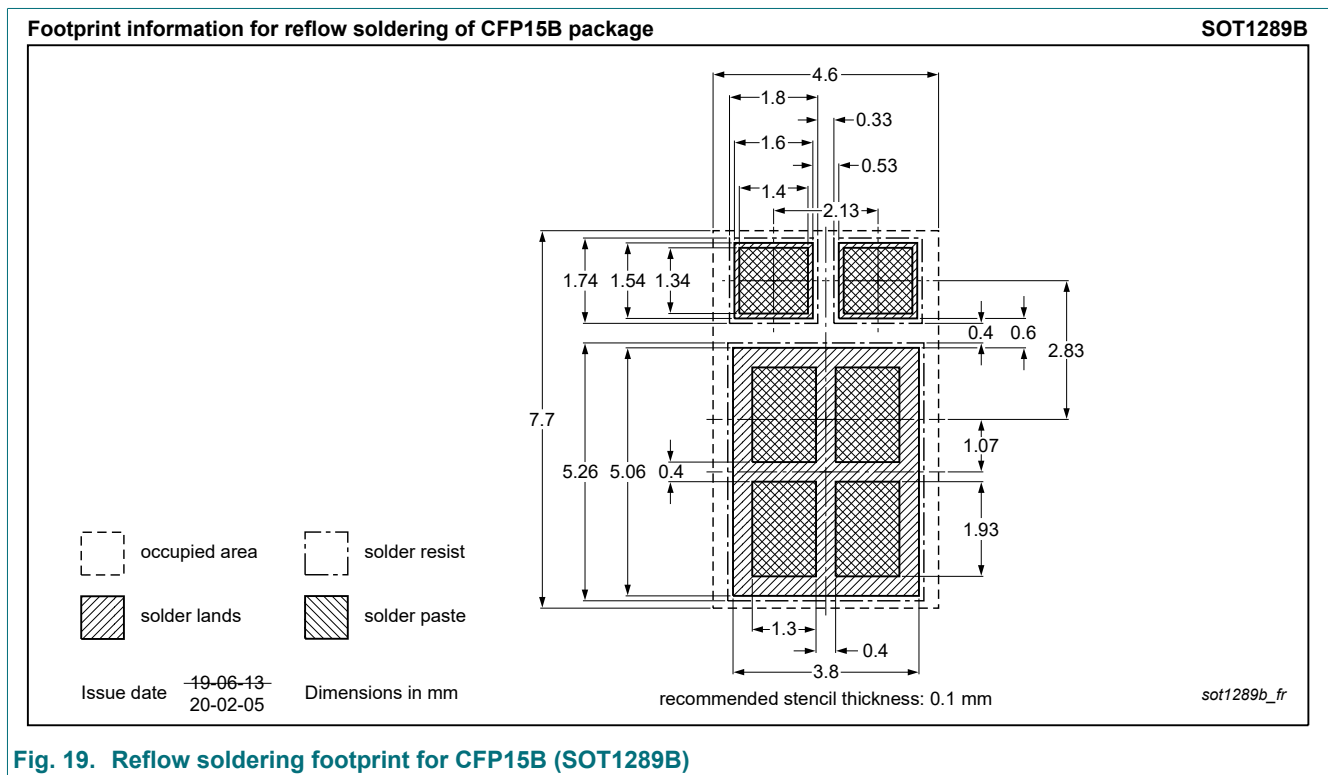 Footprint information for reflow soldering of CFP15B package SOT1289B
4.6
1.8
0.33
1.6
0.53
1.4
2.13
1.74 1.54 1.34
0.4 0.6
2.83
7.7
1.07
5.26 5.06 0.4
1.93
occupied area solder resist
solder lands solder paste
1.3
0.4
3.8
Issue date 19-06-13 Dimensions in mm
20-02-05
recommended stencil thickness: 0.1 mm
sot1289b_fr
Fig. 19. Reflow soldering footprint for CFP15B (SOT1289B)